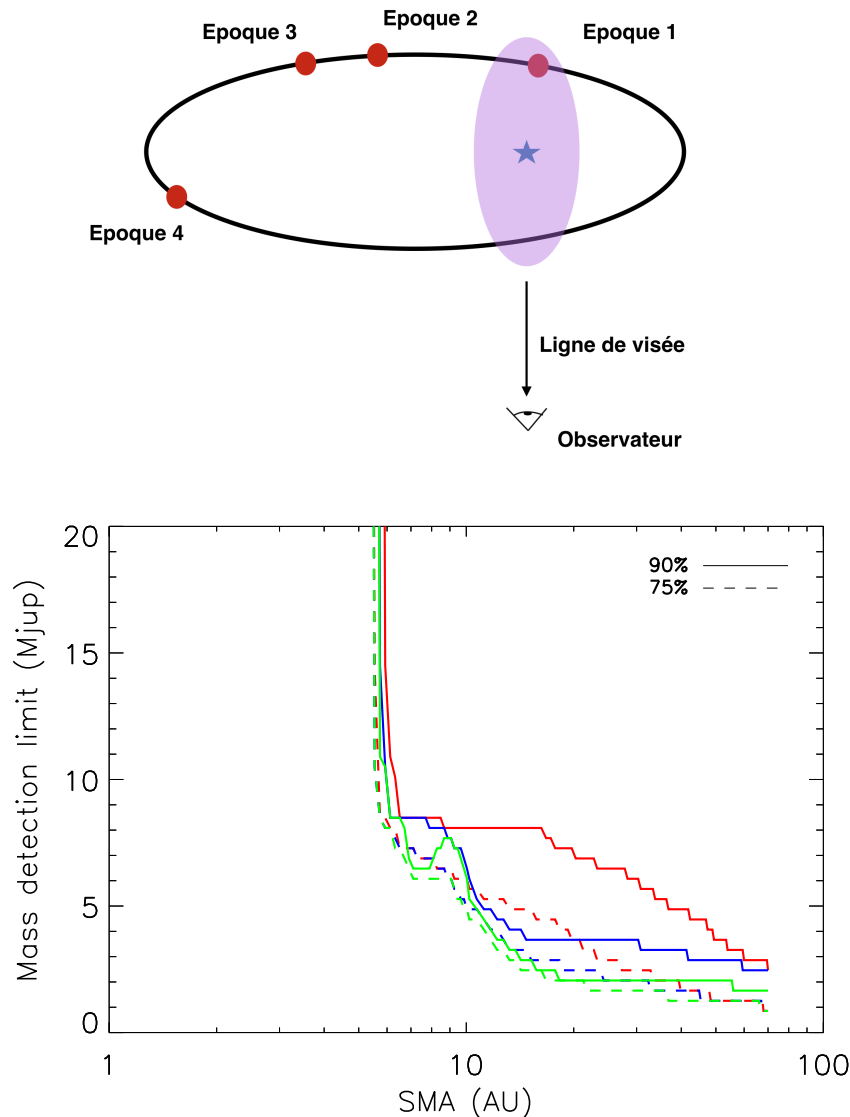 Epoque 2
Epoque 3
Epoque 1
Epoque 4
Ligne de visée
Observateur
20
90%
75%
15
10
5
0
Mass detection limit (Mjup)
1
10
100
SMA (AU)